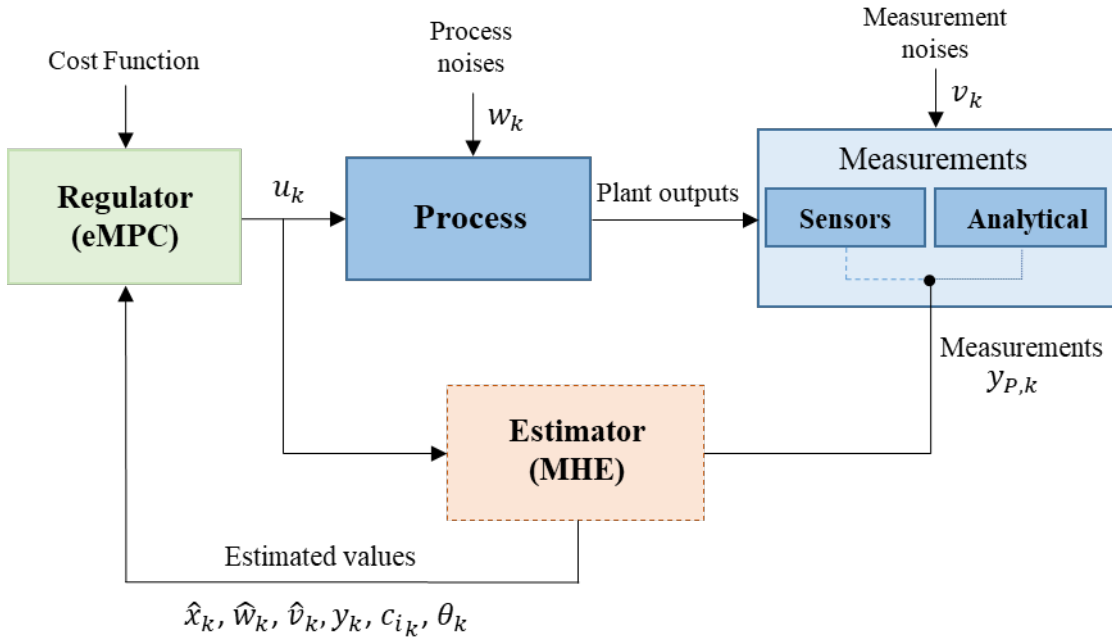 Cost Function
Process
noises
w_k
Measurement
noises
v_k
Regulator
(eMPC)
u_k
Process
Plant outputs
Measurements
Sensors
Analytical
Measurements
y_{P,k}
Estimator
(MHE)
Estimated values
x̂_k, ŵ_k, v̂_k, y_k, c_{i_k}, θ_k